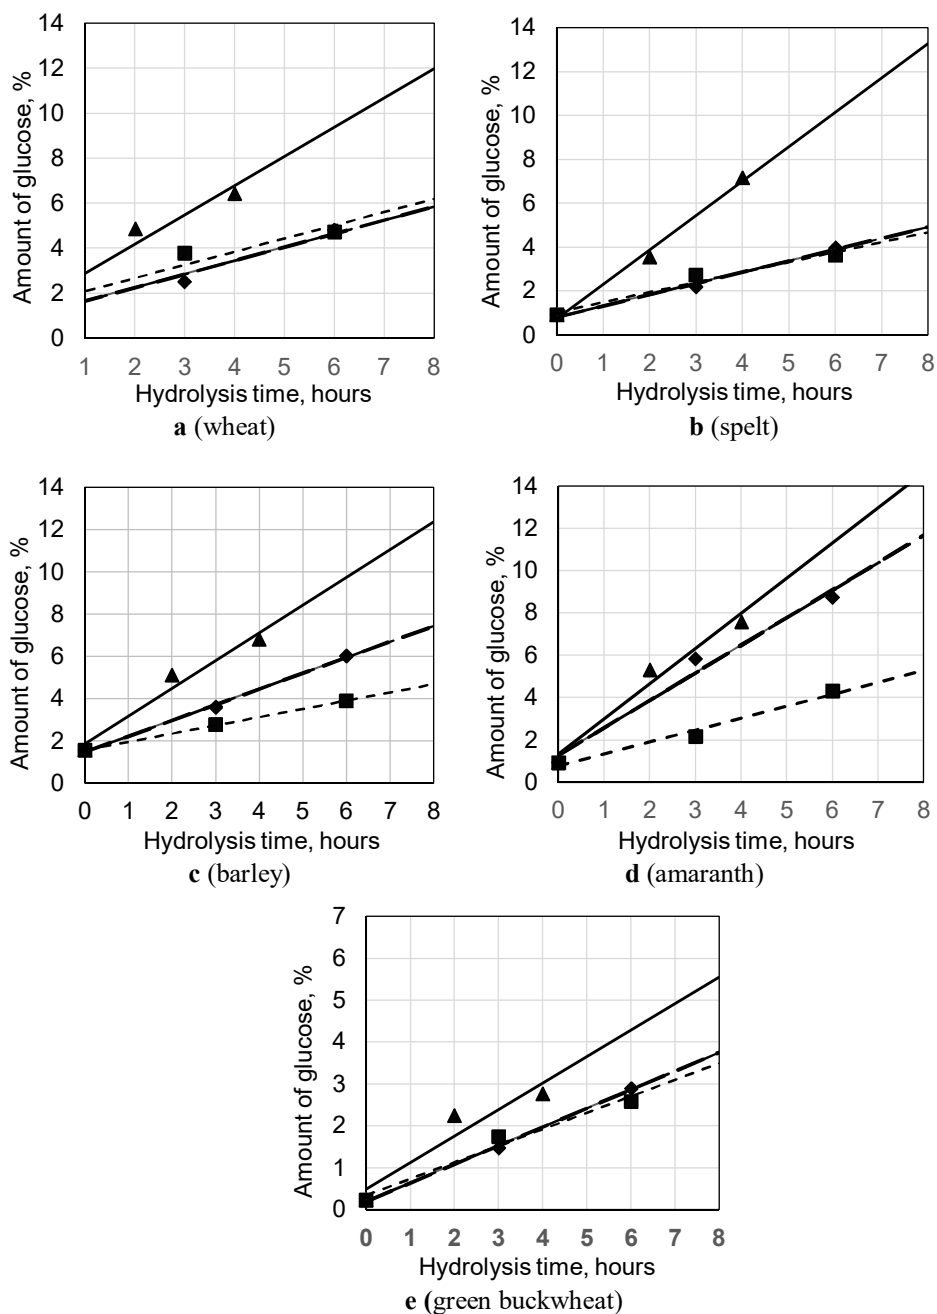 14
12
10
8
6
4
2
0
Amount of glucose, %
1 2 3 4 5 6 7 8
Hydrolysis time, hours
a (wheat)
14
12
10
8
6
4
2
0
Amount of glucose, %
0 1 2 3 4 5 6 7 8
Hydrolysis time, hours
b (spelt)
14
12
10
8
6
4
2
0
Amount of glucose, %
0 1 2 3 4 5 6 7 8
Hydrolysis time, hours
c (barley)
14
12
10
8
6
4
2
0
Amount of glucose, %
0 1 2 3 4 5 6 7 8
Hydrolysis time, hours
d (amaranth)
7
6
5
4
3
2
1
0
Amount of glucose, %
0 1 2 3 4 5 6 7 8
Hydrolysis time, hours
e (green buckwheat)